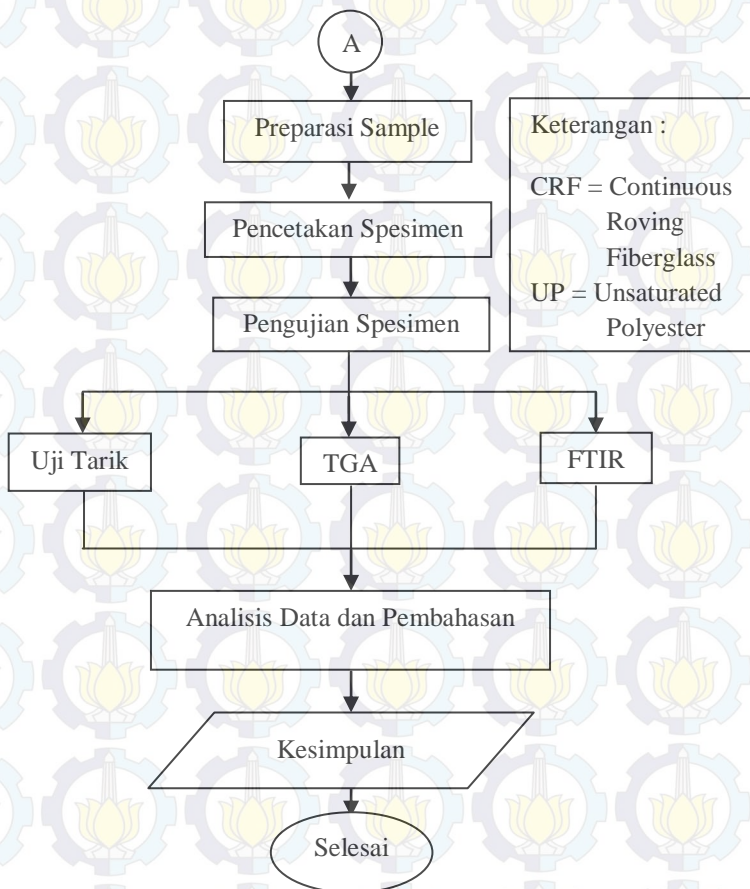 A
Preparasi Sample
Pencetakan Spesimen
Pengujian Spesimen
Keterangan :
CRF = Continuous
Roving
Fiberglass
UP = Unsaturated
Polyester
Uji Tarik
TGA
FTIR
Analisis Data dan Pembahasan
Kesimpulan
Selesai